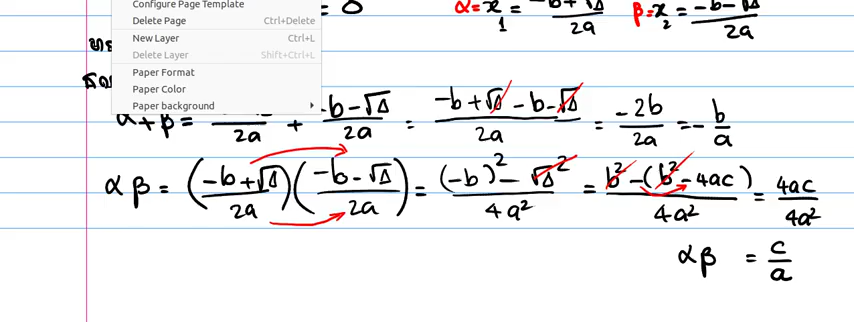 Configure Page Template
Delete Page Ctrl+Delete
New Layer Ctrl+L
Delete Layer Shift+Ctrl+L
Paper Format
Paper Color
Paper background
= 0 α=x₁ = (-b+√Δ)/2a β=x₂ = (-b-√Δ)/2a
α+β = /2a + (-b-√Δ)/2a = (-b+√Δ-b-√Δ)/2a = -2b/2a = -b/a
αβ = ((-b+√Δ)/2a)((-b-√Δ)/2a) = ((-b)²-√Δ²)/4a² = (b²-(b²-4ac))/4a² = 4ac/4a²
αβ = c/a